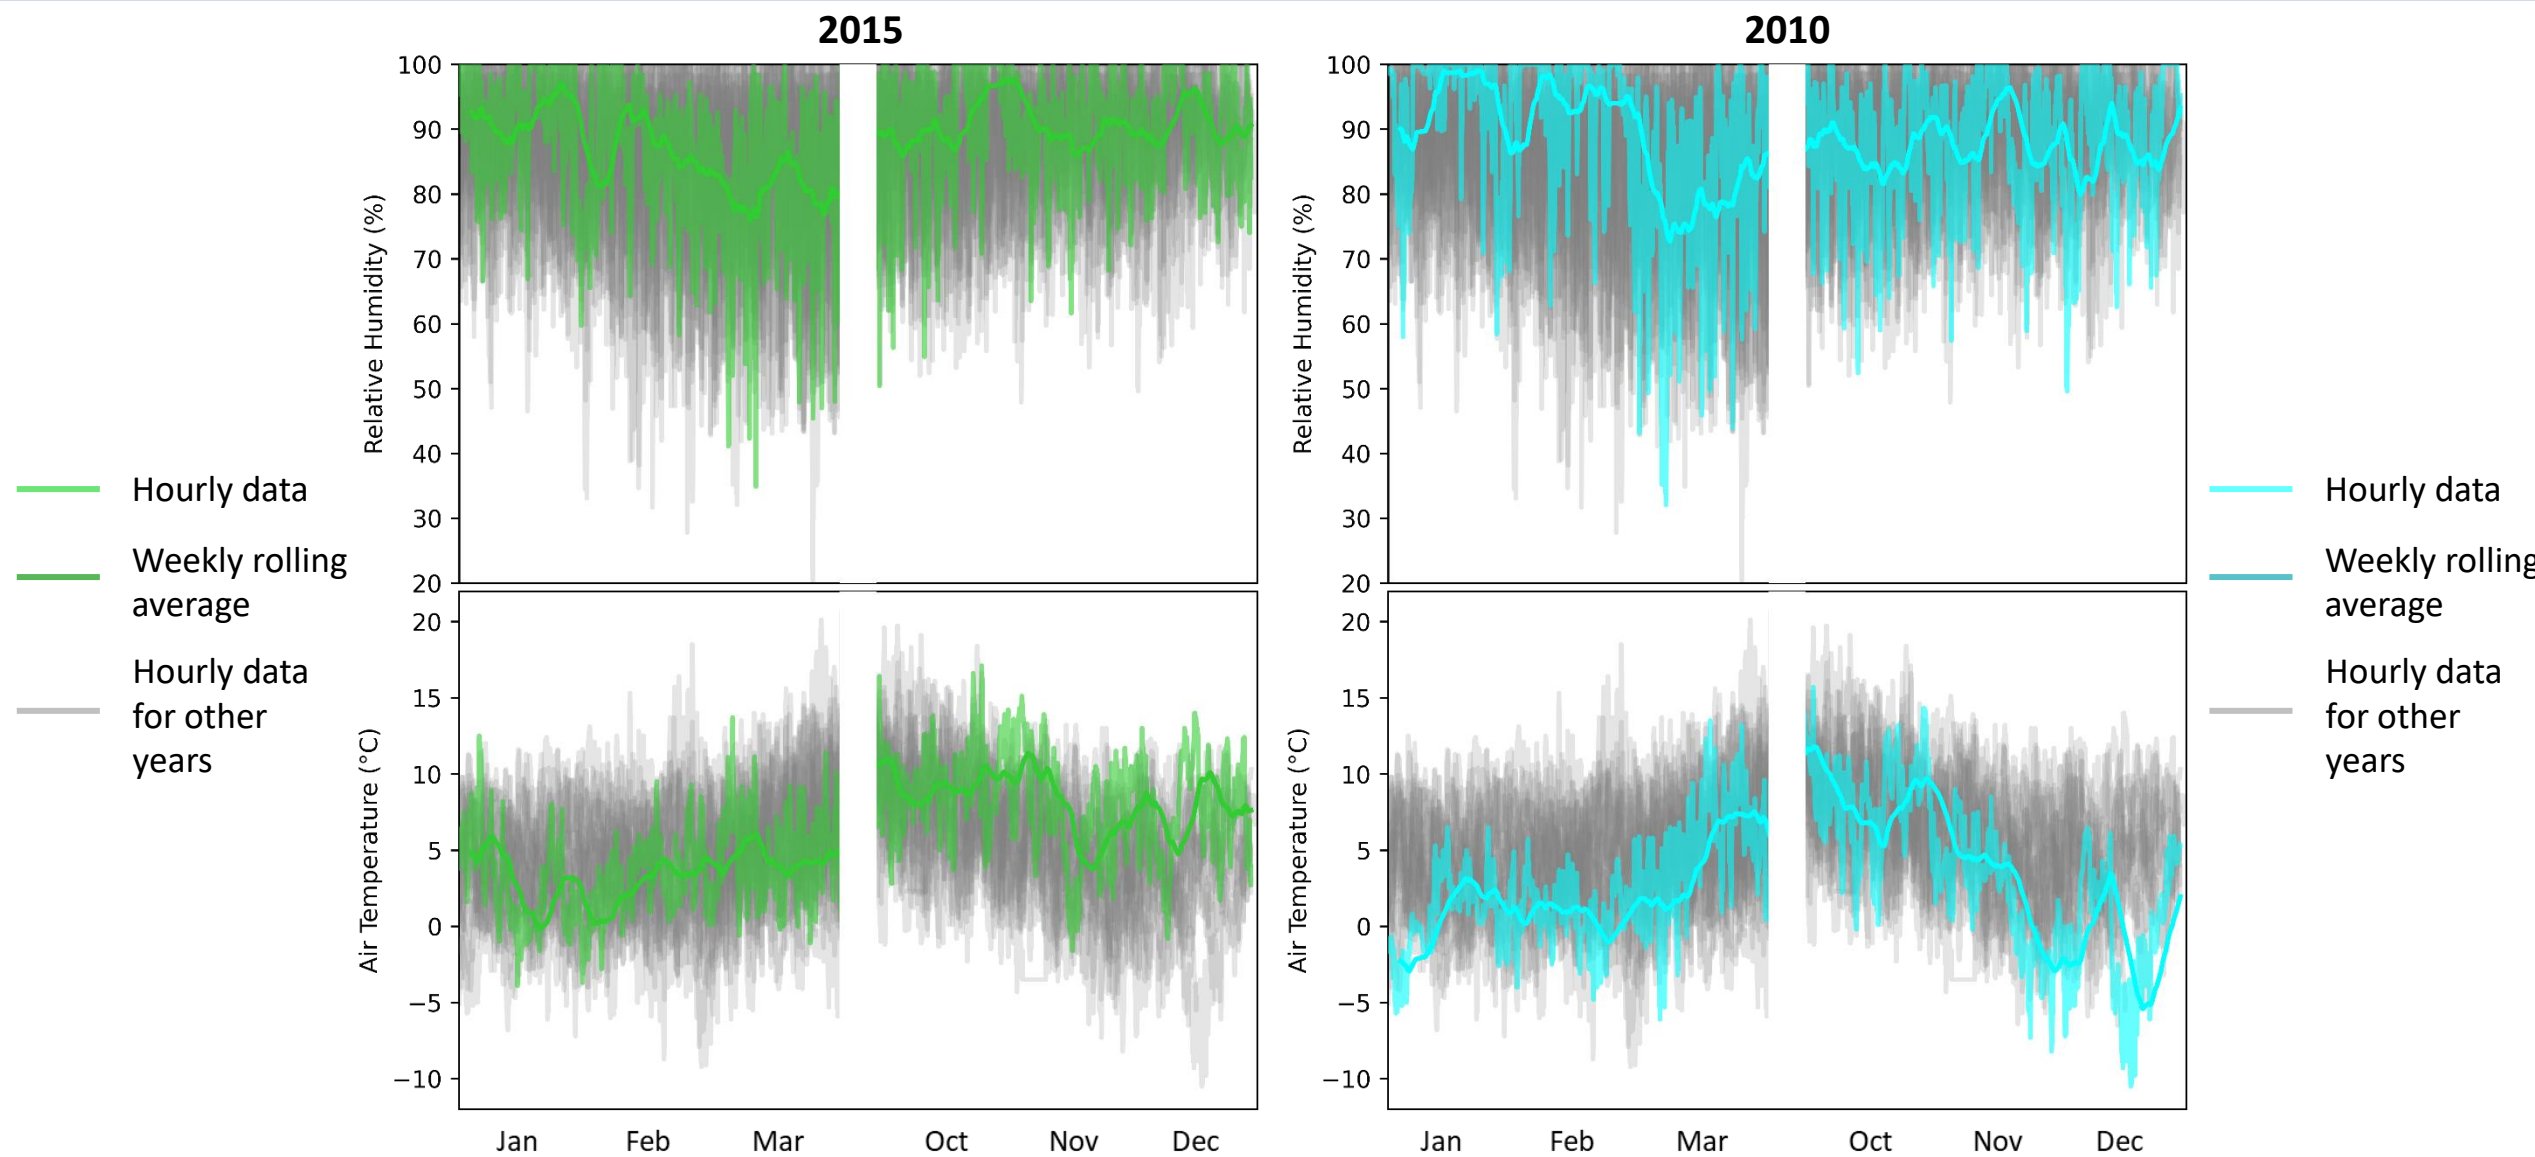 2015
2010
100
90
80
70
60
50
40
30
20
Relative Humidity (%)
100
90
80
70
60
50
40
30
20
Relative Humidity (%)
Hourly data
Weekly rolling
average
Hourly data
for other
years
20
15
10
5
0
−5
−10
Air Temperature (°C)
20
15
10
5
0
−5
−10
Air Temperature (°C)
Hourly data
Weekly rolling
average
Hourly data
for other
years
Jan Feb Mar Oct Nov Dec
Jan Feb Mar Oct Nov Dec